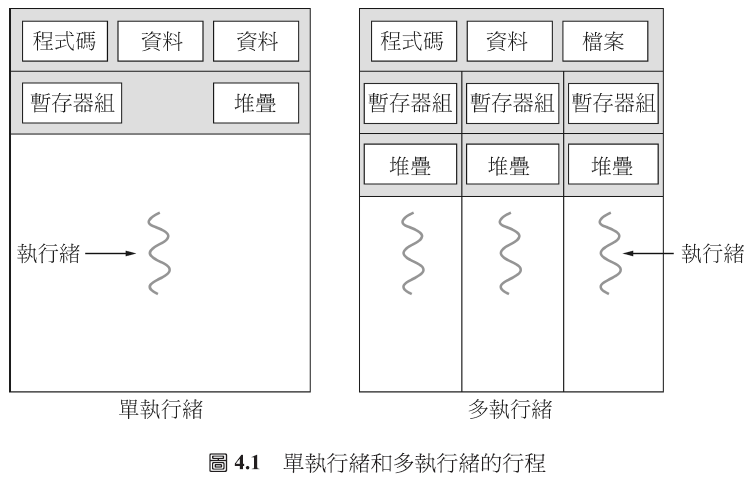 程式碼 資料 資料 程式碼 資料 檔案
暫存器組 堆疊 暫存器組 暫存器組 暫存器組
堆疊 堆疊 堆疊
執行緒 執行緒
單執行緒 多執行緒
圖 4.1 單執行緒和多執行緒的行程